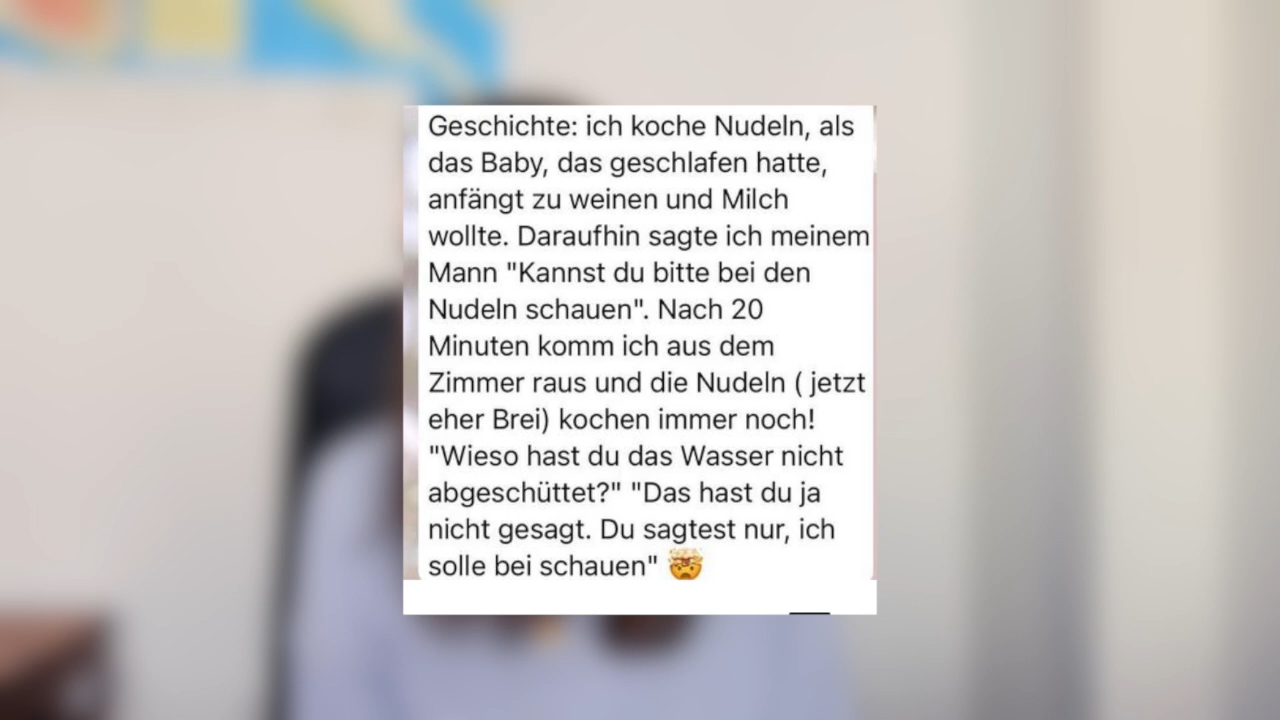 Geschichte: ich koche Nudeln, als
das Baby, das geschlafen hatte,
anfängt zu weinen und Milch
wollte. Daraufhin sagte ich meinem
Mann "Kannst du bitte bei den
Nudeln schauen". Nach 20
Minuten komm ich aus dem
Zimmer raus und die Nudeln ( jetzt
eher Brei) kochen immer noch!
"Wieso hast du das Wasser nicht
abgeschüttet?" "Das hast du ja
nicht gesagt. Du sagtest nur, ich
solle bei schauen" 🤯